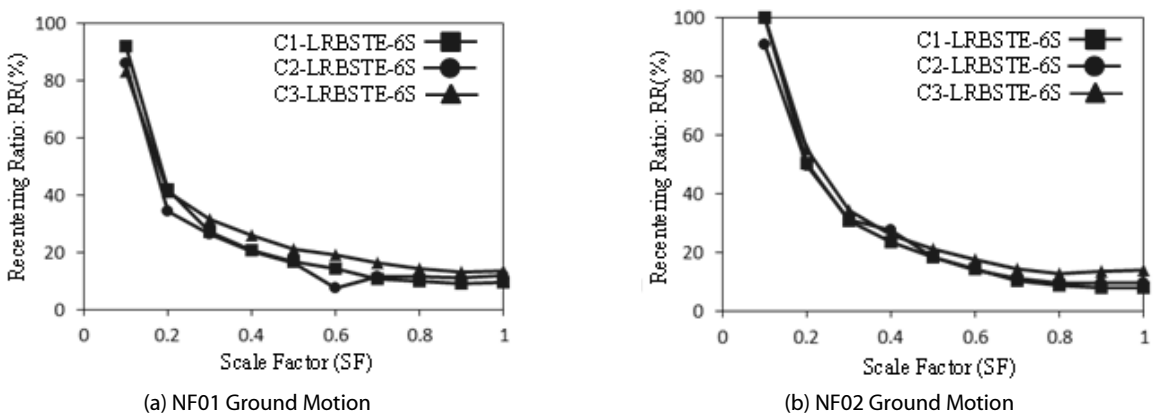 100
80
60
40
20
0
Recentering Ratio: RR(%)
C1-LRBSTE-6S
C2-LRBSTE-6S
C3-LRBSTE-6S
0 0.2 0.4 0.6 0.8 1
Scale Factor (SF)
(a) NF01 Ground Motion
100
80
60
40
20
0
Recentering Ratio: RR(%)
C1-LRBSTE-6S
C2-LRBSTE-6S
C3-LRBSTE-6S
0 0.2 0.4 0.6 0.8 1
Scale Factor (SF)
(b) NF02 Ground Motion